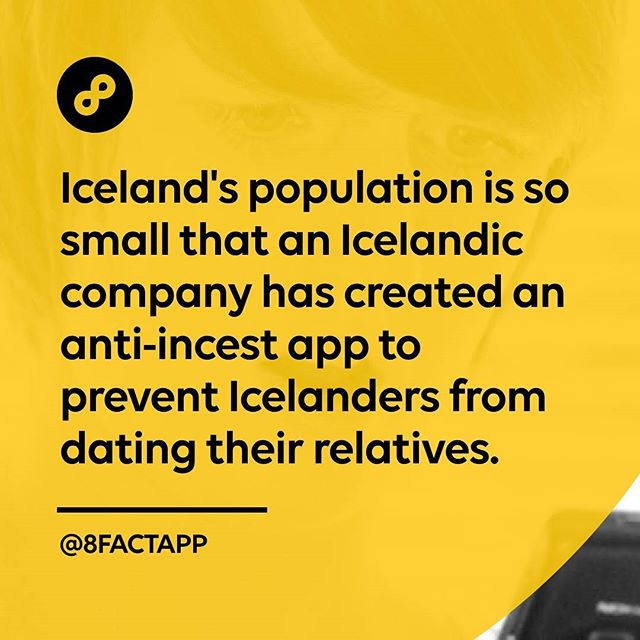 Iceland's population is so
small that an Icelandic
company has created an
anti-incest app to
prevent Icelanders from
dating their relatives.
@8FACTAPP